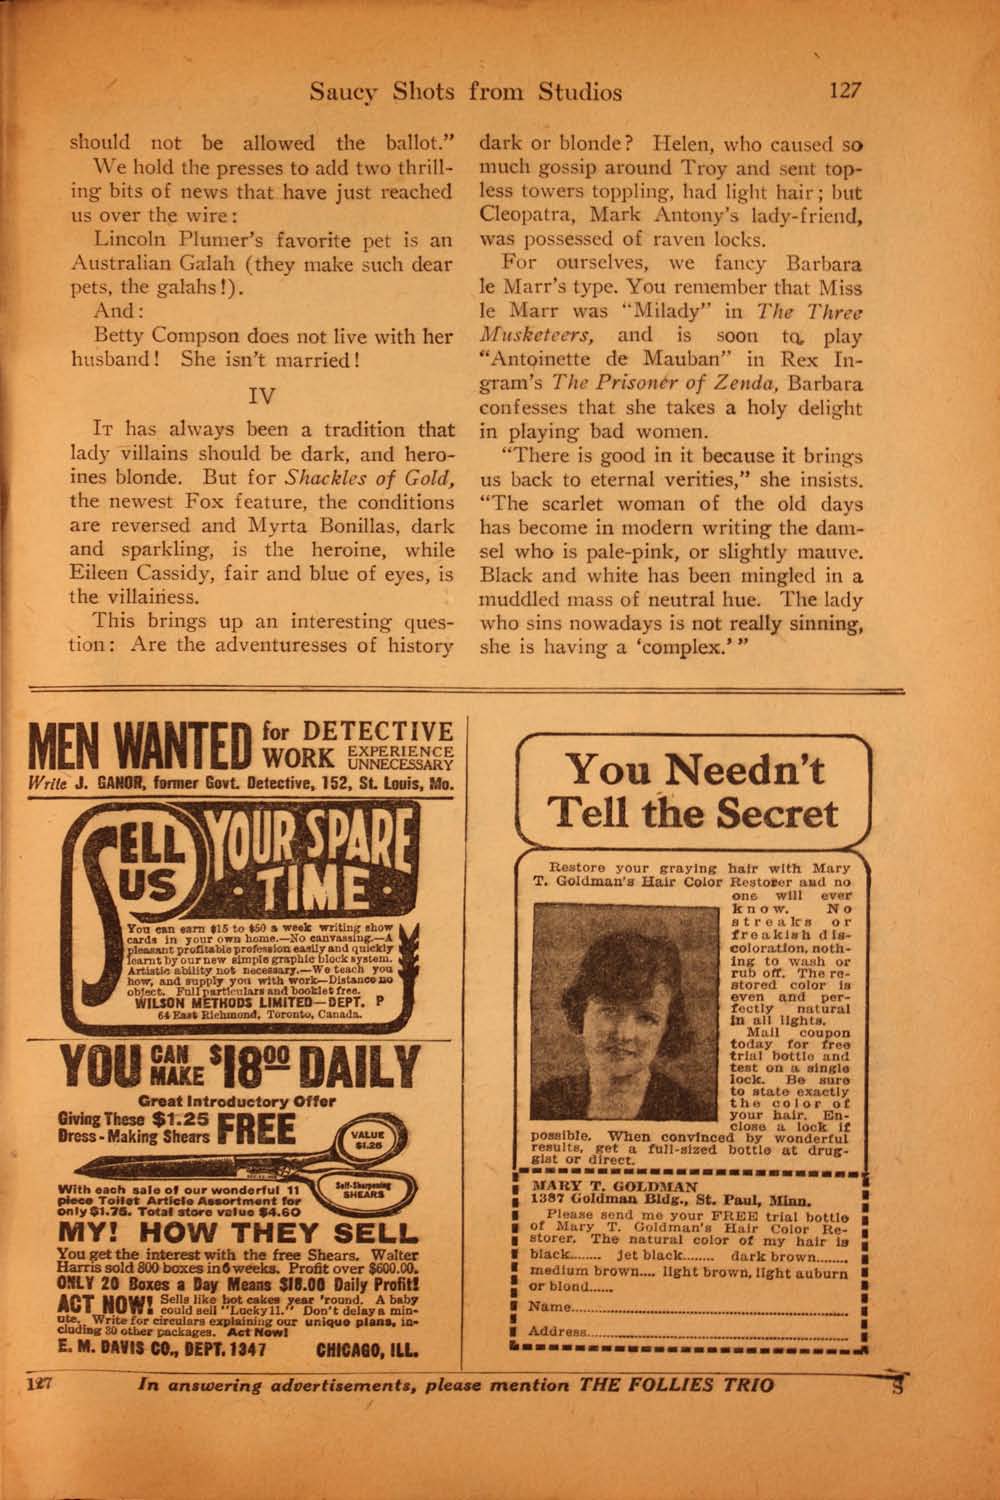 Saucy Shots from Studios 127
should not be allowed the ballot."
We hold the presses to add two thrill-
ing bits of news that have just reached
us over the wire:
Lincoln Plumer's favorite pet is an
Australian Galah (they make such dear
pets, the galahs!).
And:
Betty Compson does not live with her
husband! She isn't married!
IV
IT has always been a tradition that
lady villains should be dark, and hero-
ines blonde. But for Shackles of Gold,
the newest Fox feature, the conditions
are reversed and Myrta Bonillas, dark
and sparkling, is the heroine, while
Eileen Cassidy, fair and blue of eyes, is
the villainess.
This brings up an interesting ques-
tion: Are the adventuresses of history
dark or blonde? Helen, who caused so
much gossip around Troy and sent top-
less towers toppling, had light hair; but
Cleopatra, Mark Antony's lady-friend,
was possessed of raven locks.
For ourselves, we fancy Barbara
le Marr's type. You remember that Miss
le Marr was "Milady" in The Three
Musketeers, and is soon to play
"Antoinette de Mauban" in Rex In-
gram's The Prisoner of Zenda, Barbara
confesses that she takes a holy delight
in playing bad women.
"There is good in it because it brings
us back to eternal verities," she insists.
"The scarlet woman of the old days
has become in modern writing the dam-
sel who is pale-pink, or slightly mauve.
Black and white has been mingled in a
muddled mass of neutral hue. The lady
who sins nowadays is not really sinning,
she is having a 'complex.'"
MEN WANTED for DETECTIVE
WORK EXPERIENCE UNNECESSARY
Write J. GANOR, former Govt. Detective, 152, St. Louis, Mo.
SELL US YOUR SPARE TIME
You can earn $15 to $50 a week writing show
cards in your own home.—No canvassing.—A
pleasant profitable profession easily and quickly
learnt by our new simple graphic block system.
Artistic ability not necessary.—We teach you
how, and supply you with work—Distance no
object. Full particulars and booklet free.
WILSON METHODS LIMITED—DEPT. P
64 East Richmond, Toronto, Canada.
YOU CAN MAKE $18.00 DAILY
Great Introductory Offer
Giving These $1.25
Dress-Making Shears FREE
VALUE $1.25
Self-Sharpening SHEARS
With each sale of our wonderful 11
piece Toilet Article Assortment for
only $1.75. Total store value $4.60
MY! HOW THEY SELL
You get the interest with the free Shears. Walter
Harris sold 800 boxes in 6 weeks. Profit over $600.00.
ONLY 20 Boxes a Day Means $18.00 Daily Profit!
ACT NOW! Sells like hot cakes year 'round. A baby
could sell "Lucky 11." Don't delay a min-
ute. Write for circulars explaining our unique plans, in-
cluding 30 other packages. Act Now!
E. M. DAVIS CO., DEPT. 1347 CHICAGO, ILL.
You Needn't
Tell the Secret
Restore your graying hair with Mary
T. Goldman's Hair Color Restorer and no
one will ever
know. No
streaks or
freakish dis-
coloration, noth-
ing to wash or
rub off. The re-
stored color is
even and per-
fectly natural
in all lights.
Mail coupon
today for free
trial bottle and
test on a single
lock. Be sure
to state exactly
the color of
your hair. En-
close a lock if
possible. When convinced by wonderful
results, get a full-sized bottle at drug-
gist or direct.
MARY T. GOLDMAN
1387 Goldman Bldg., St. Paul, Minn.
Please send me your FREE trial bottle
of Mary T. Goldman's Hair Color Re-
storer. The natural color of my hair is
black........ jet black........ dark brown........
medium brown.... light brown, light auburn
or blond......
Name........
Address........
127 In answering advertisements, please mention THE FOLLIES TRIO S